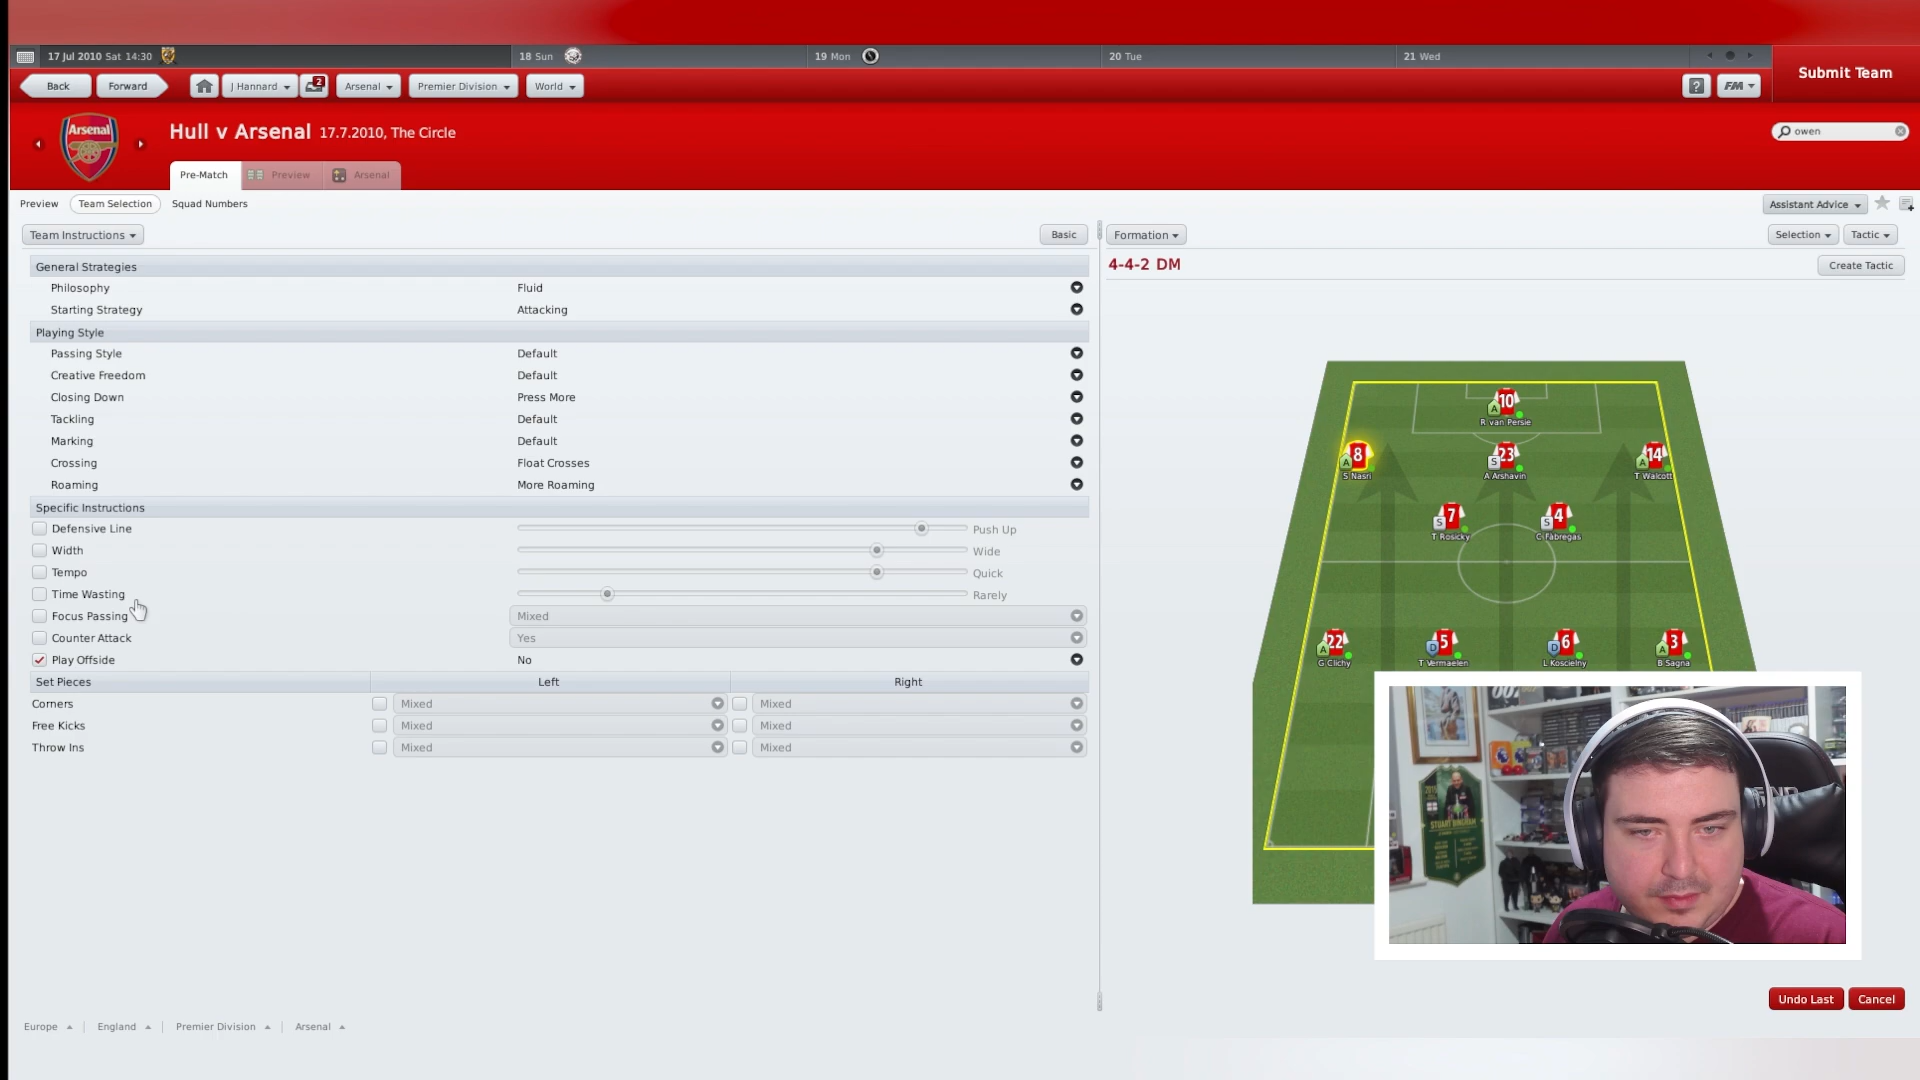 17 Jul 2010 Sat 14:30
18 Sun
19 Mon
20 Tue
21 Wed
Submit Team
Back
Forward
J Hannard
2
Arsenal
Premier Division
World
?
FM
Arsenal
Hull v Arsenal 17.7.2010, The Circle
owen
Pre-Match
Preview
Arsenal
Preview
Team Selection
Squad Numbers
Assistant Advice
Team Instructions
Basic
Formation
Selection
Tactic
General Strategies
4-4-2 DM
Create Tactic
Philosophy Fluid
Starting Strategy Attacking
Playing Style
Passing Style Default
Creative Freedom Default
Closing Down Press More
Tackling Default
Marking Default
Crossing Float Crosses
Roaming More Roaming
Specific Instructions
Defensive Line Push Up
Width Wide
Tempo Quick
Time Wasting Rarely
Focus Passing Mixed
Counter Attack Yes
Play Offside No
Set Pieces Left Right
Corners Mixed Mixed
Free Kicks Mixed Mixed
Throw Ins Mixed Mixed
10
A
R van Persie
8
A
S Nasri
23
S
A Arshavin
14
A
T Walcott
7
S
T Rosicky
4
S
C Fàbregas
22
A
G Clichy
5
D
T Vermaelen
6
D
L Koscielny
3
A
B Sagna
2015
STUART BINGHAM
Undo Last
Cancel
Europe
England
Premier Division
Arsenal